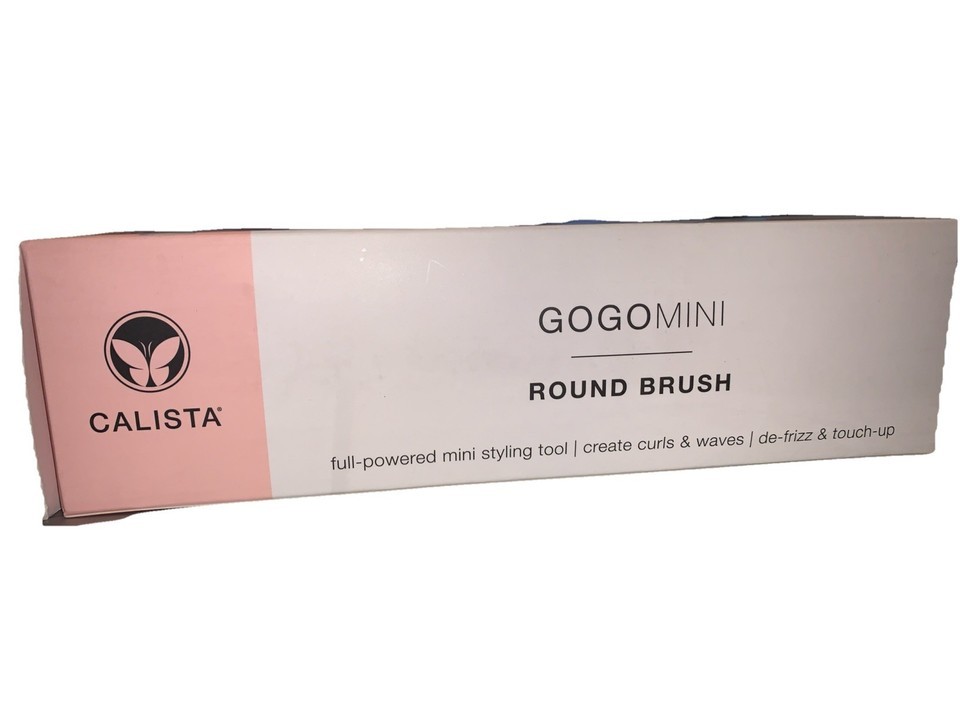 CALISTA®
GOGOMINI
ROUND BRUSH
full-powered mini styling tool | create curls & waves | de-frizz & touch-up